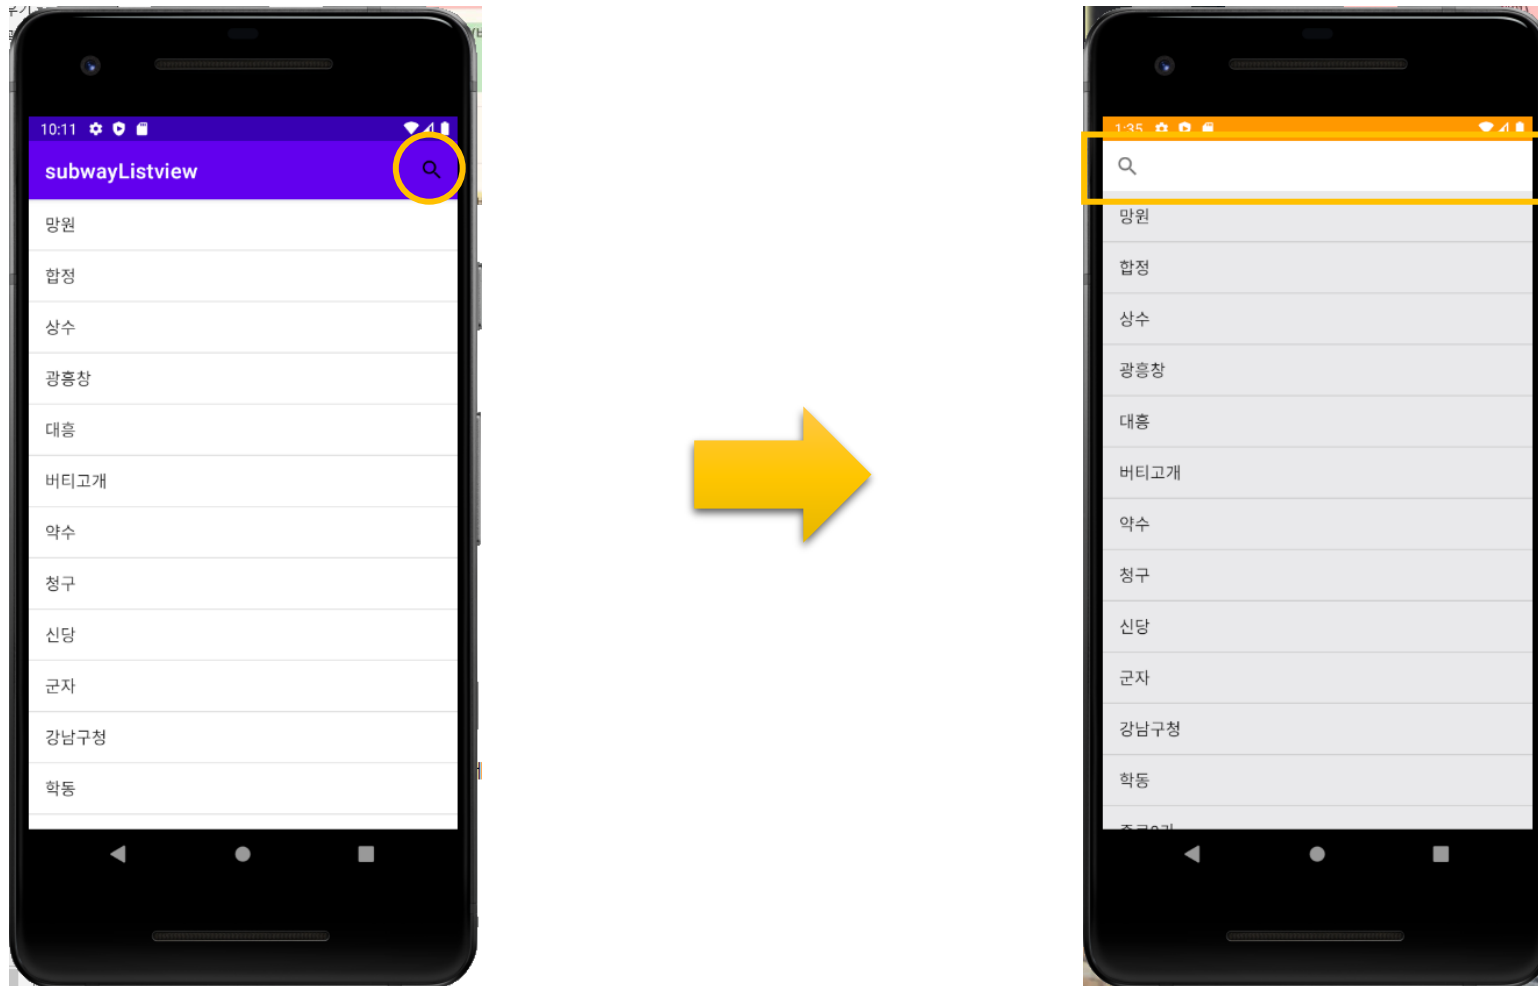 10:11
subwayListview
망원
합정
상수
광흥창
대흥
버티고개
약수
청구
신당
군자
강남구청
학동
1:35
망원
합정
상수
광흥창
대흥
버티고개
약수
청구
신당
군자
강남구청
학동